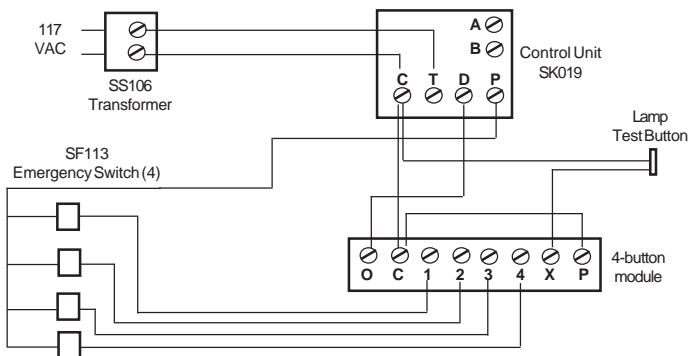 117
VAC
SS106
Transformer
A
B
C T D P
Control Unit
SK019
Lamp
Test Button
SF113
Emergency Switch (4)
O C 1 2 3 4 X P
4-button
module